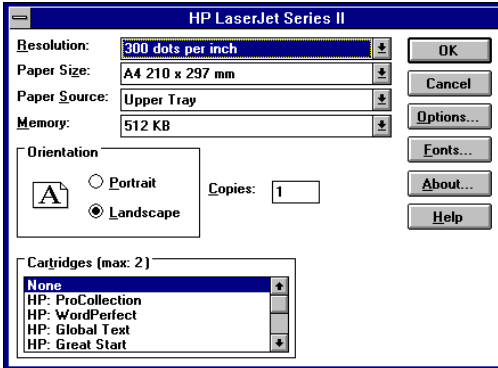 HP LaserJet Series II
Resolution: 300 dots per inch
Paper Size: A4 210 x 297 mm
Paper Source: Upper Tray
Memory: 512 KB
OK
Cancel
Options...
Fonts...
About...
Help
Orientation
A
Portrait
Landscape
Copies: 1
Cartridges (max: 2)
None
HP: ProCollection
HP: WordPerfect
HP: Global Text
HP: Great Start